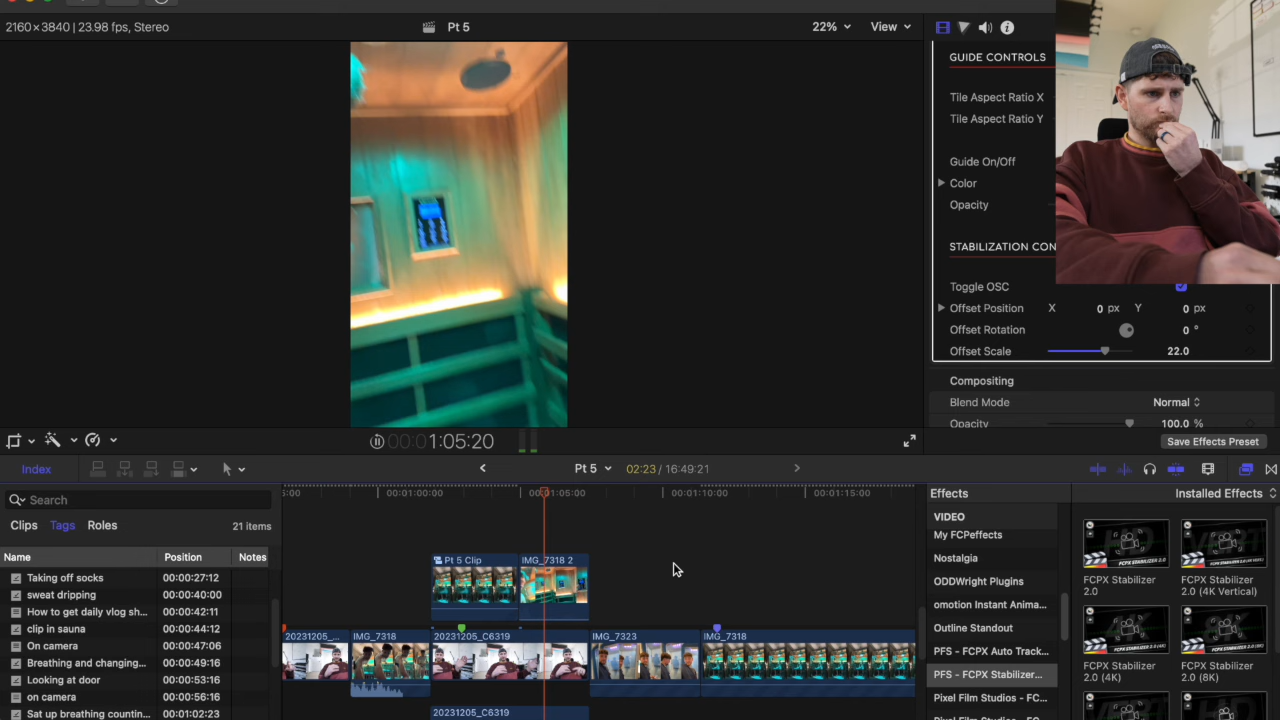 2160×3840 | 23.98 fps, Stereo
Pt 5
22%
View
GUIDE CONTROLS
Tile Aspect Ratio X
Tile Aspect Ratio Y
Guide On/Off
Color
Opacity
STABILIZATION CON
Toggle OSC
Offset Position X 0 px Y 0 px
Offset Rotation 0 °
Offset Scale 22.0
Compositing
Blend Mode Normal
Opacity 100.0 %
00:00:1:05:20
Save Effects Preset
Index
Pt 5
02:23 / 16:49:21
Search
Clips Tags Roles 21 items
Name Position Notes
Taking off socks 00:00:27:12
sweat dripping 00:00:40:00
How to get daily vlog sh... 00:00:42:11
clip in sauna 00:00:44:12
On camera 00:00:47:06
Breathing and changing... 00:00:49:16
Looking at door 00:00:53:16
on camera 00:00:56:16
Sat up breathing countin... 00:01:02:23
5:00 00:01:00:00 00:01:05:00 00:01:10:00 00:01:15:00
Pt 5 Clip
IMG_7318 2
20231205_...
IMG_7318
20231205_C6319
IMG_7323
IMG_7318
20231205_C6319
Effects
Installed Effects
VIDEO
My FCPeffects
Nostalgia
ODDWright Plugins
omotion Instant Anima...
Outline Standout
PFS - FCPX Auto Track...
PFS - FCPX Stabilizer...
Pixel Film Studios - FC...
FCPX Stabilizer
2.0
FCPX Stabilizer
2.0 (4K Vertical)
FCPX Stabilizer
2.0 (4K)
FCPX Stabilizer
2.0 (8K)